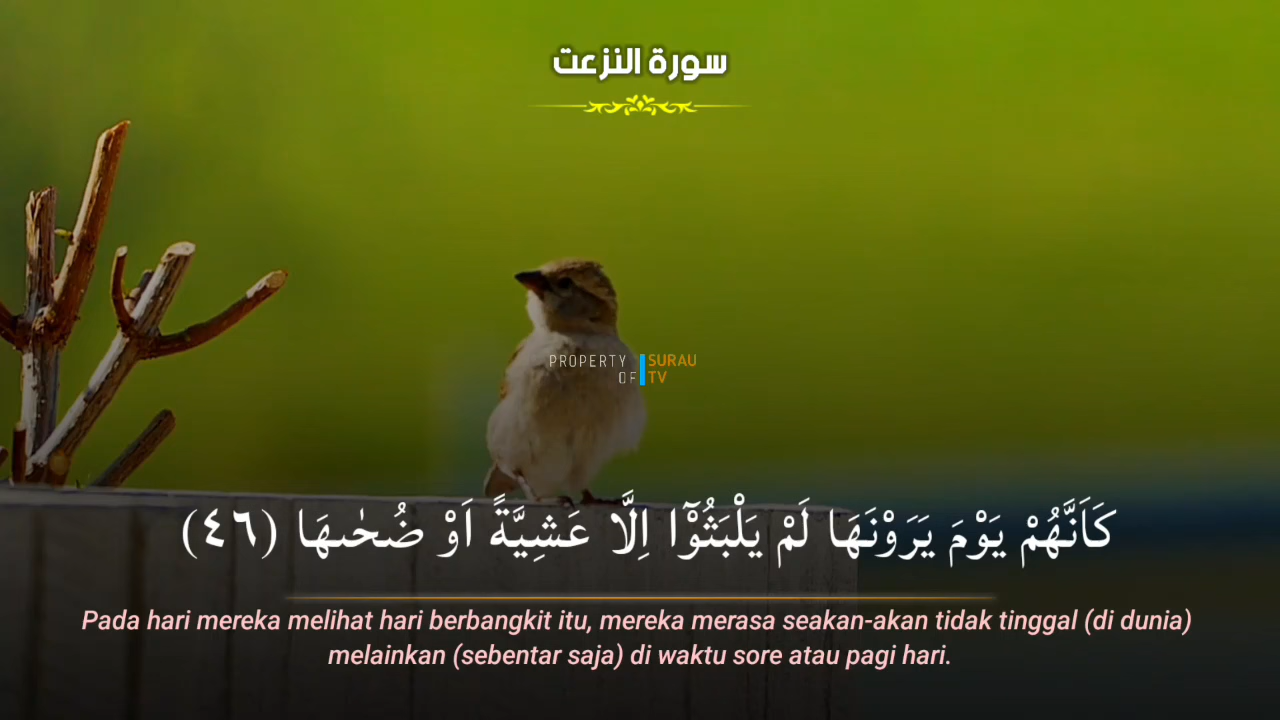 سورة النزعت
PROPERTY OF
SURAU TV
كَاَنَّهُمْ يَوْمَ يَرَوْنَهَا لَمْ يَلْبَثُوْٓا اِلَّا عَشِيَّةً اَوْ ضُحٰىهَا (٤٦)
Pada hari mereka melihat hari berbangkit itu, mereka merasa seakan-akan tidak tinggal (di dunia)
melainkan (sebentar saja) di waktu sore atau pagi hari.